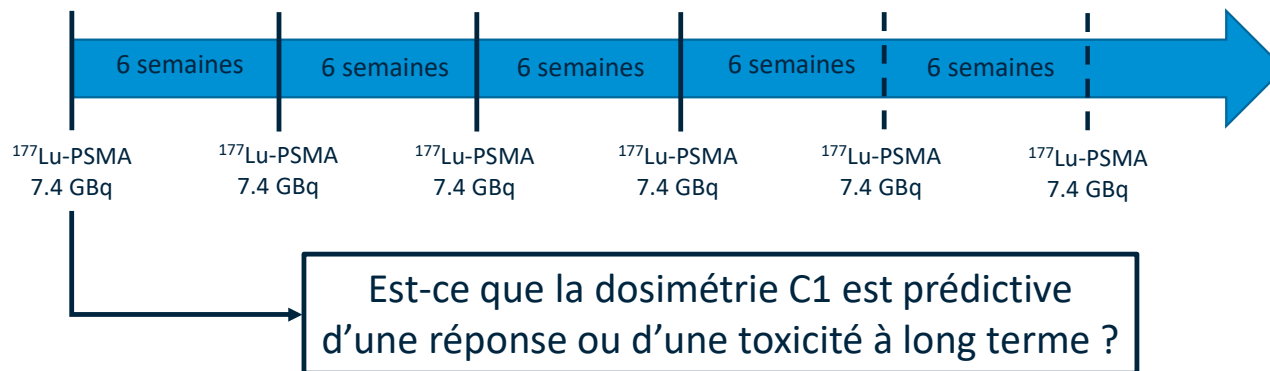 6 semaines
6 semaines
6 semaines
6 semaines
6 semaines
¹⁷⁷Lu-PSMA
7.4 GBq
¹⁷⁷Lu-PSMA
7.4 GBq
¹⁷⁷Lu-PSMA
7.4 GBq
¹⁷⁷Lu-PSMA
7.4 GBq
¹⁷⁷Lu-PSMA
7.4 GBq
¹⁷⁷Lu-PSMA
7.4 GBq
Est-ce que la dosimétrie C1 est prédictive
d’une réponse ou d’une toxicité à long terme ?